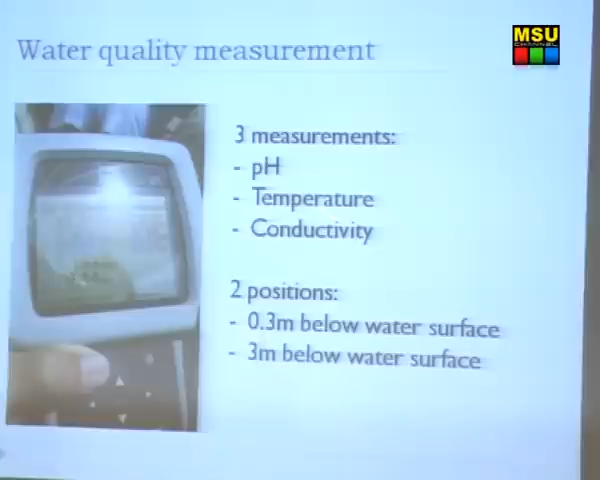 Water quality measurement
MSU
CHANNEL
3 measurements:
- pH
- Temperature
- Conductivity
2 positions:
- 0.3m below water surface
- 3m below water surface